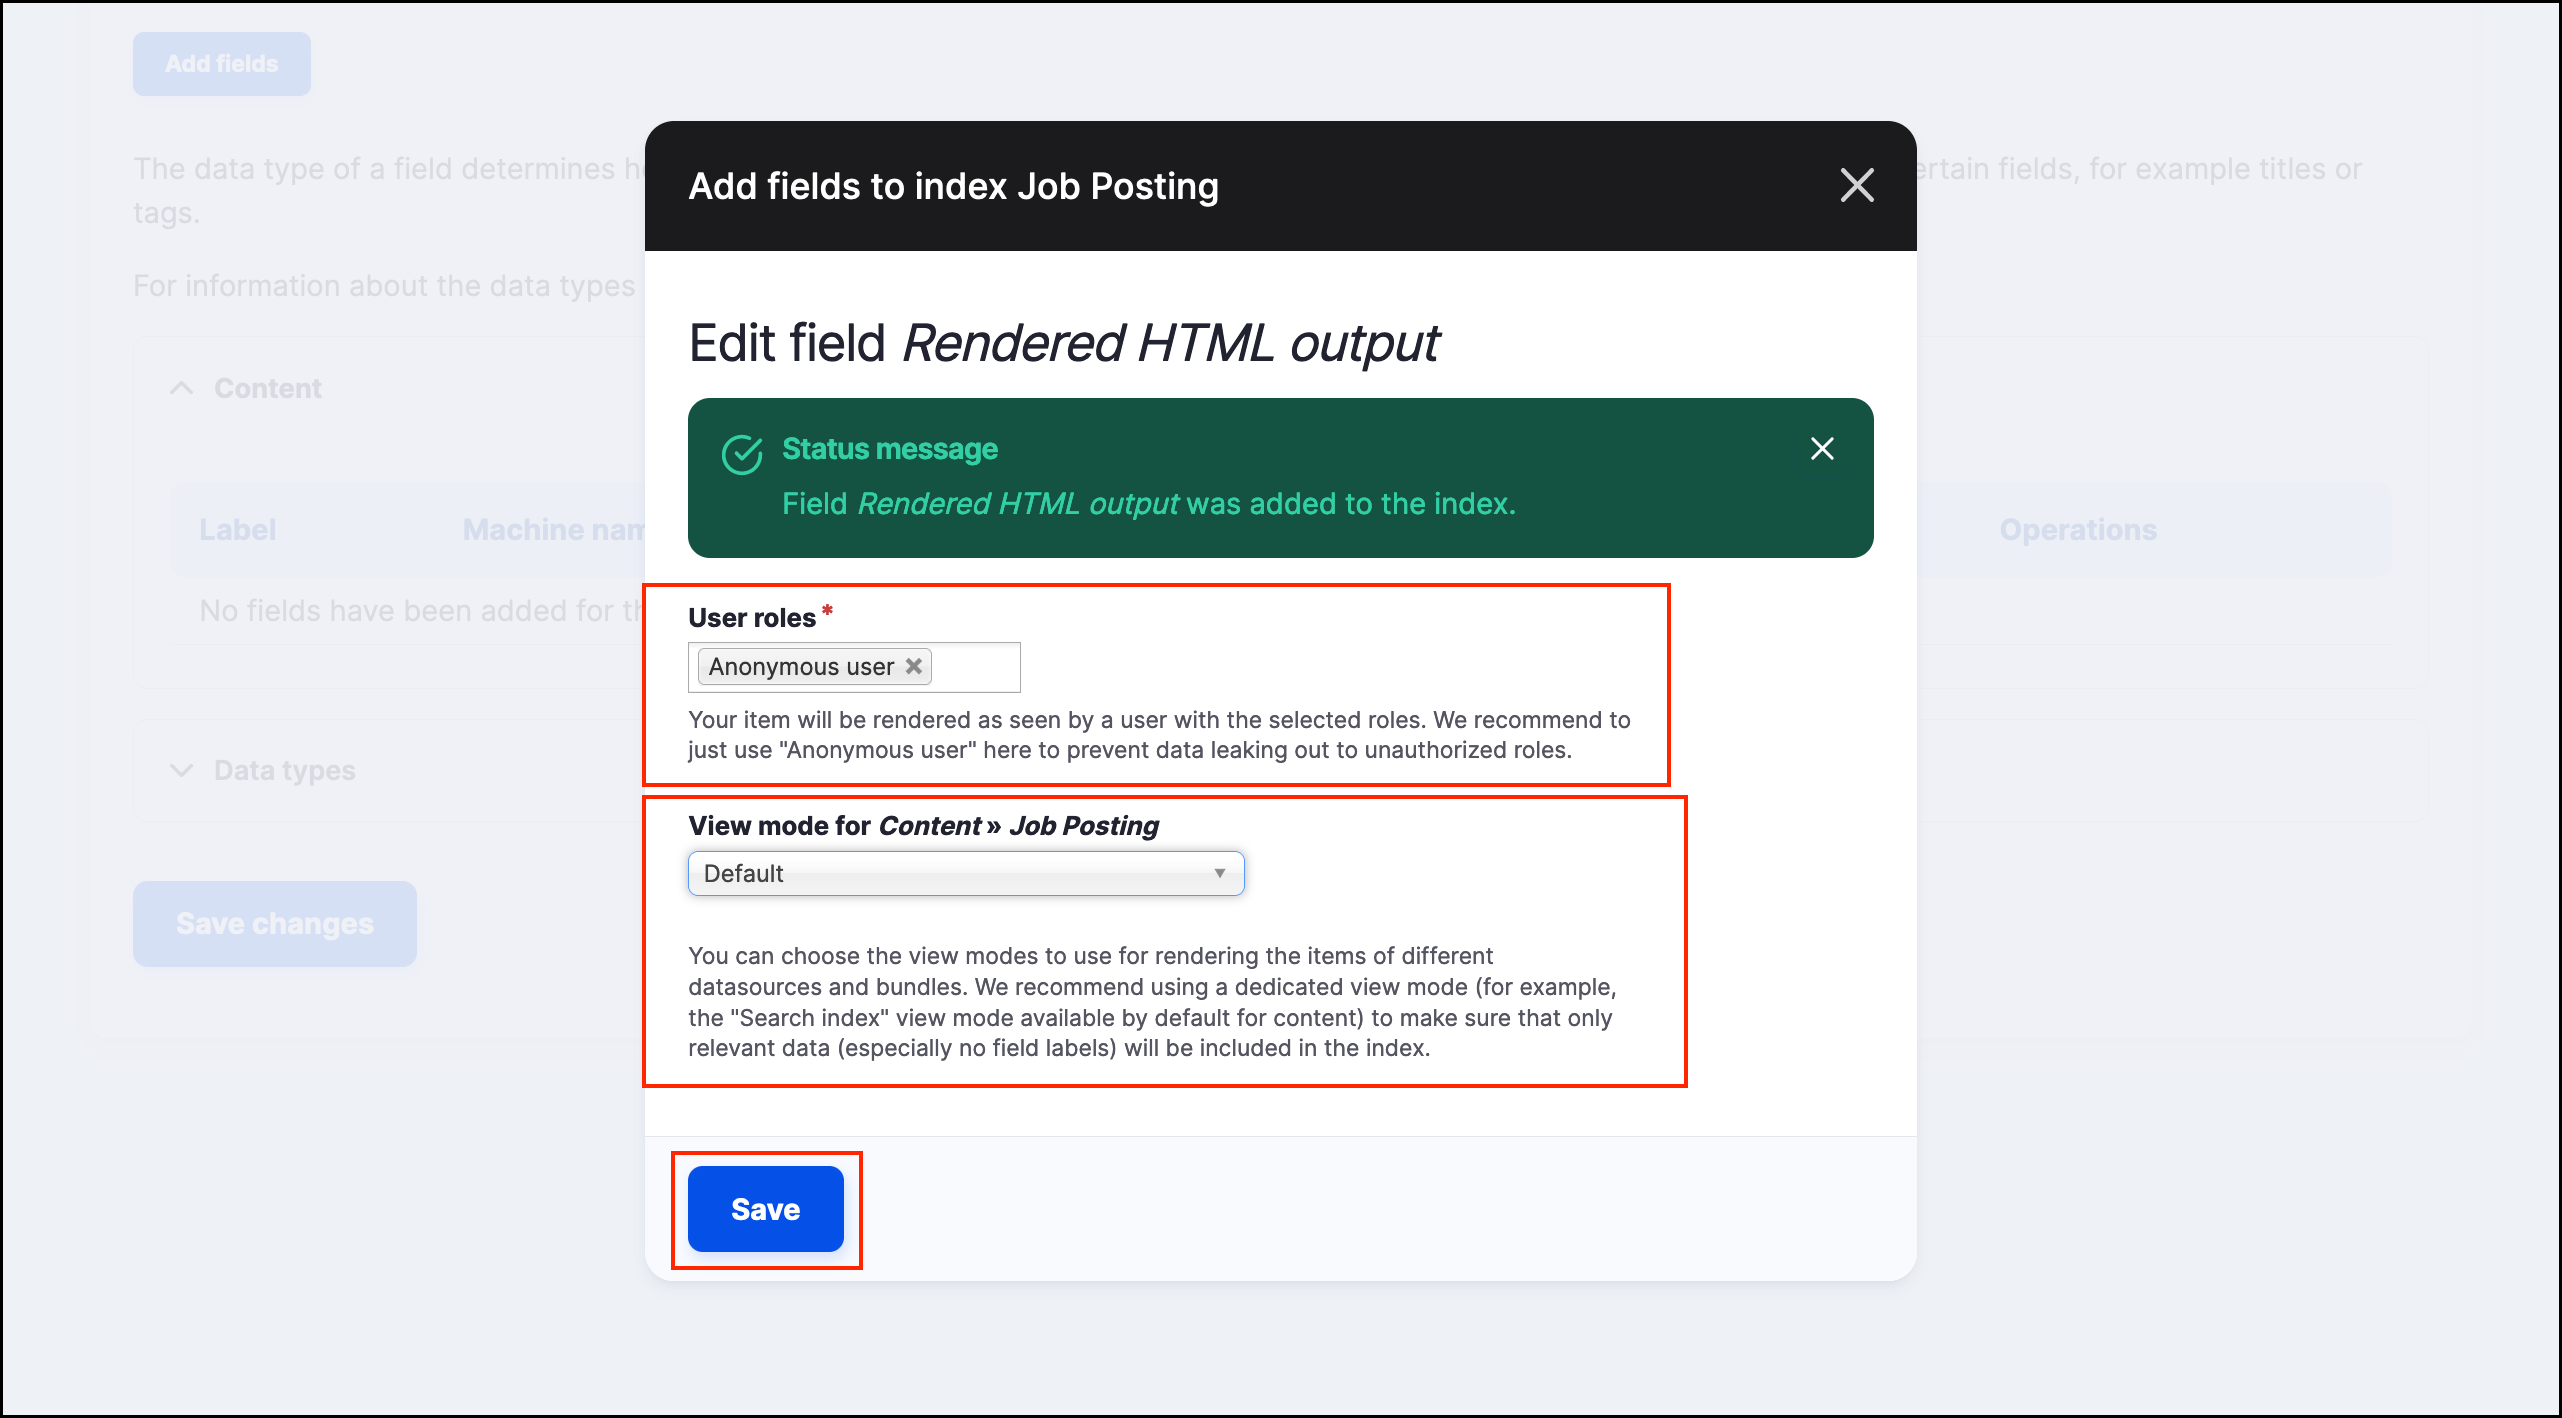 Add fields
The data type of a field determines
ertain fields, for example titles or
tags.
For information about the data types
Content
Label Machine nam Operations
No fields have been added for th
Data types
Save changes
Add fields to index Job Posting
Edit field Rendered HTML output
Status message
Field Rendered HTML output was added to the index.
User roles *
Anonymous user
Your item will be rendered as seen by a user with the selected roles. We recommend to
just use "Anonymous user" here to prevent data leaking out to unauthorized roles.
View mode for Content » Job Posting
Default
You can choose the view modes to use for rendering the items of different
datasources and bundles. We recommend using a dedicated view mode (for example,
the "Search index" view mode available by default for content) to make sure that only
relevant data (especially no field labels) will be included in the index.
Save